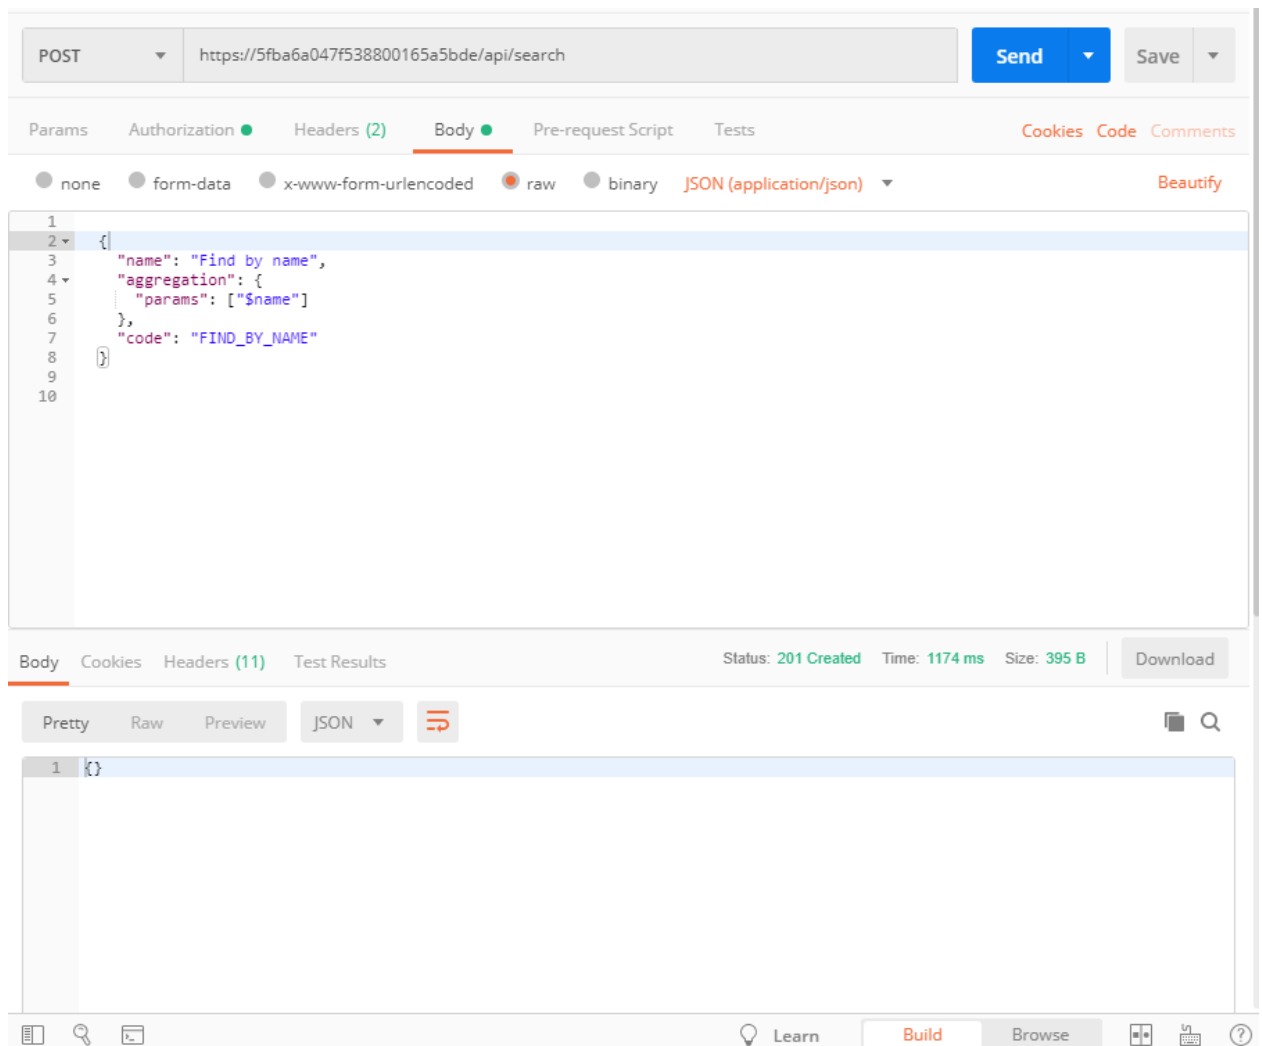 POST https://5fba6a047f538800165a5bde/api/search Send Save
Params Authorization Headers (2) Body Pre-request Script Tests Cookies Code Comments
none form-data x-www-form-urlencoded raw binary JSON (application/json) Beautify
1
2 {
3 "name": "Find by name",
4 "aggregation": {
5 "params": ["$name"]
6 },
7 "code": "FIND_BY_NAME"
8 }
9
10
Body Cookies Headers (11) Test Results Status: 201 Created Time: 1174 ms Size: 395 B Download
Pretty Raw Preview JSON
1 {}
Learn Build Browse